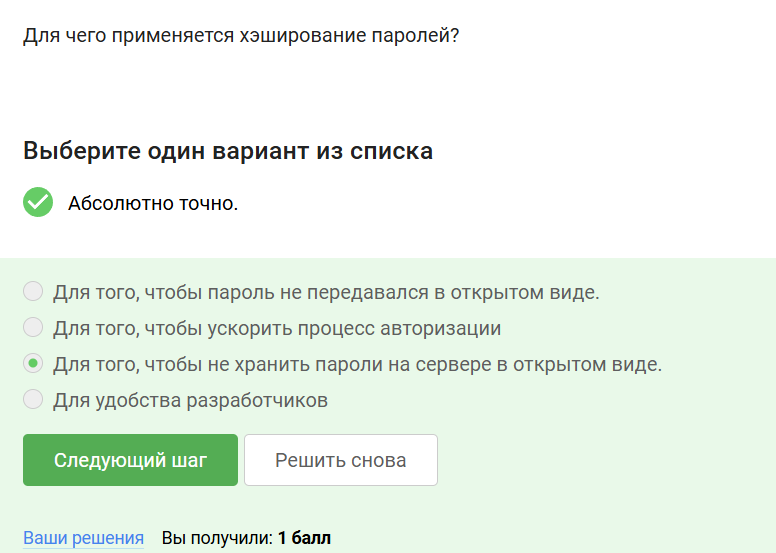 Для чего применяется хэширование паролей?
Выберите один вариант из списка
Абсолютно точно.
Для того, чтобы пароль не передавался в открытом виде.
Для того, чтобы ускорить процесс авторизации
Для того, чтобы не хранить пароли на сервере в открытом виде.
Для удобства разработчиков
Следующий шаг Решить снова
Ваши решения Вы получили: 1 балл